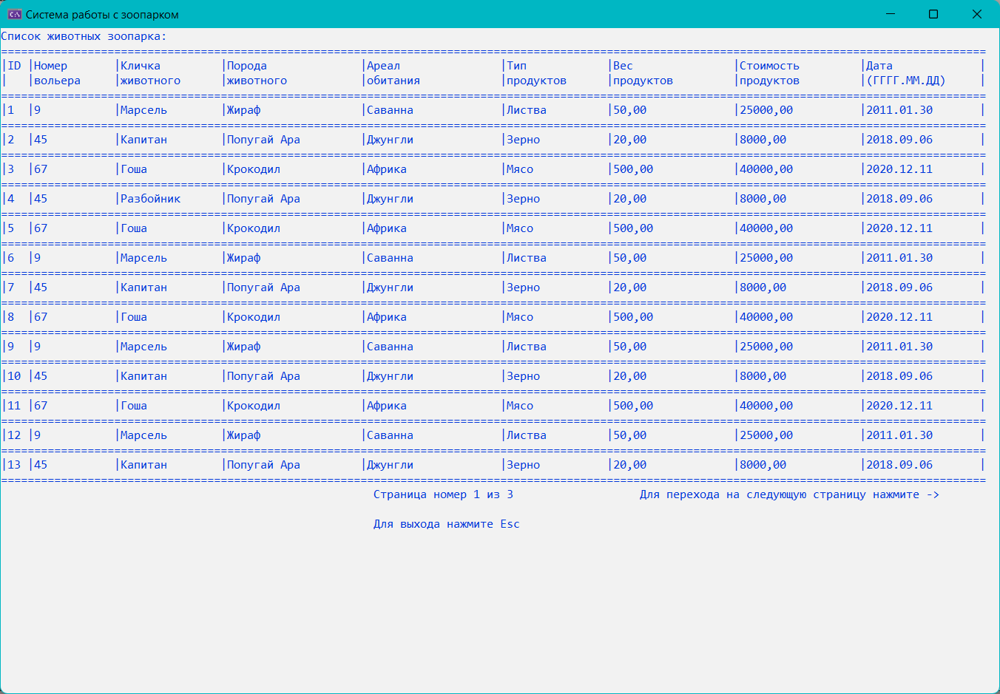 Система работы с зоопарком
Список животных зоопарка:
====================================================================================================================================================
|ID |Номер       |Кличка         |Порода              |Ареал               |Тип            |Вес               |Стоимость         |Дата             |
|   |вольера     |животного      |животного           |обитания            |продуктов      |продуктов         |продуктов         |(ГГГГ.ММ.ДД)     |
====================================================================================================================================================
|1  |9           |Марсель        |Жираф               |Саванна             |Листва         |50,00             |25000,00          |2011.01.30       |
====================================================================================================================================================
|2  |45          |Капитан        |Попугай Ара         |Джунгли             |Зерно          |20,00             |8000,00           |2018.09.06       |
====================================================================================================================================================
|3  |67          |Гоша           |Крокодил            |Африка              |Мясо           |500,00            |40000,00          |2020.12.11       |
====================================================================================================================================================
|4  |45          |Разбойник      |Попугай Ара         |Джунгли             |Зерно          |20,00             |8000,00           |2018.09.06       |
====================================================================================================================================================
|5  |67          |Гоша           |Крокодил            |Африка              |Мясо           |500,00            |40000,00          |2020.12.11       |
====================================================================================================================================================
|6  |9           |Марсель        |Жираф               |Саванна             |Листва         |50,00             |25000,00          |2011.01.30       |
====================================================================================================================================================
|7  |45          |Капитан        |Попугай Ара         |Джунгли             |Зерно          |20,00             |8000,00           |2018.09.06       |
====================================================================================================================================================
|8  |67          |Гоша           |Крокодил            |Африка              |Мясо           |500,00            |40000,00          |2020.12.11       |
====================================================================================================================================================
|9  |9           |Марсель        |Жираф               |Саванна             |Листва         |50,00             |25000,00          |2011.01.30       |
====================================================================================================================================================
|10 |45          |Капитан        |Попугай Ара         |Джунгли             |Зерно          |20,00             |8000,00           |2018.09.06       |
====================================================================================================================================================
|11 |67          |Гоша           |Крокодил            |Африка              |Мясо           |500,00            |40000,00          |2020.12.11       |
====================================================================================================================================================
|12 |9           |Марсель        |Жираф               |Саванна             |Листва         |50,00             |25000,00          |2011.01.30       |
====================================================================================================================================================
|13 |45          |Капитан        |Попугай Ара         |Джунгли             |Зерно          |20,00             |8000,00           |2018.09.06       |
====================================================================================================================================================
Страница номер 1 из 3                   Для перехода на следующую страницу нажмите ->
Для выхода нажмите Esc